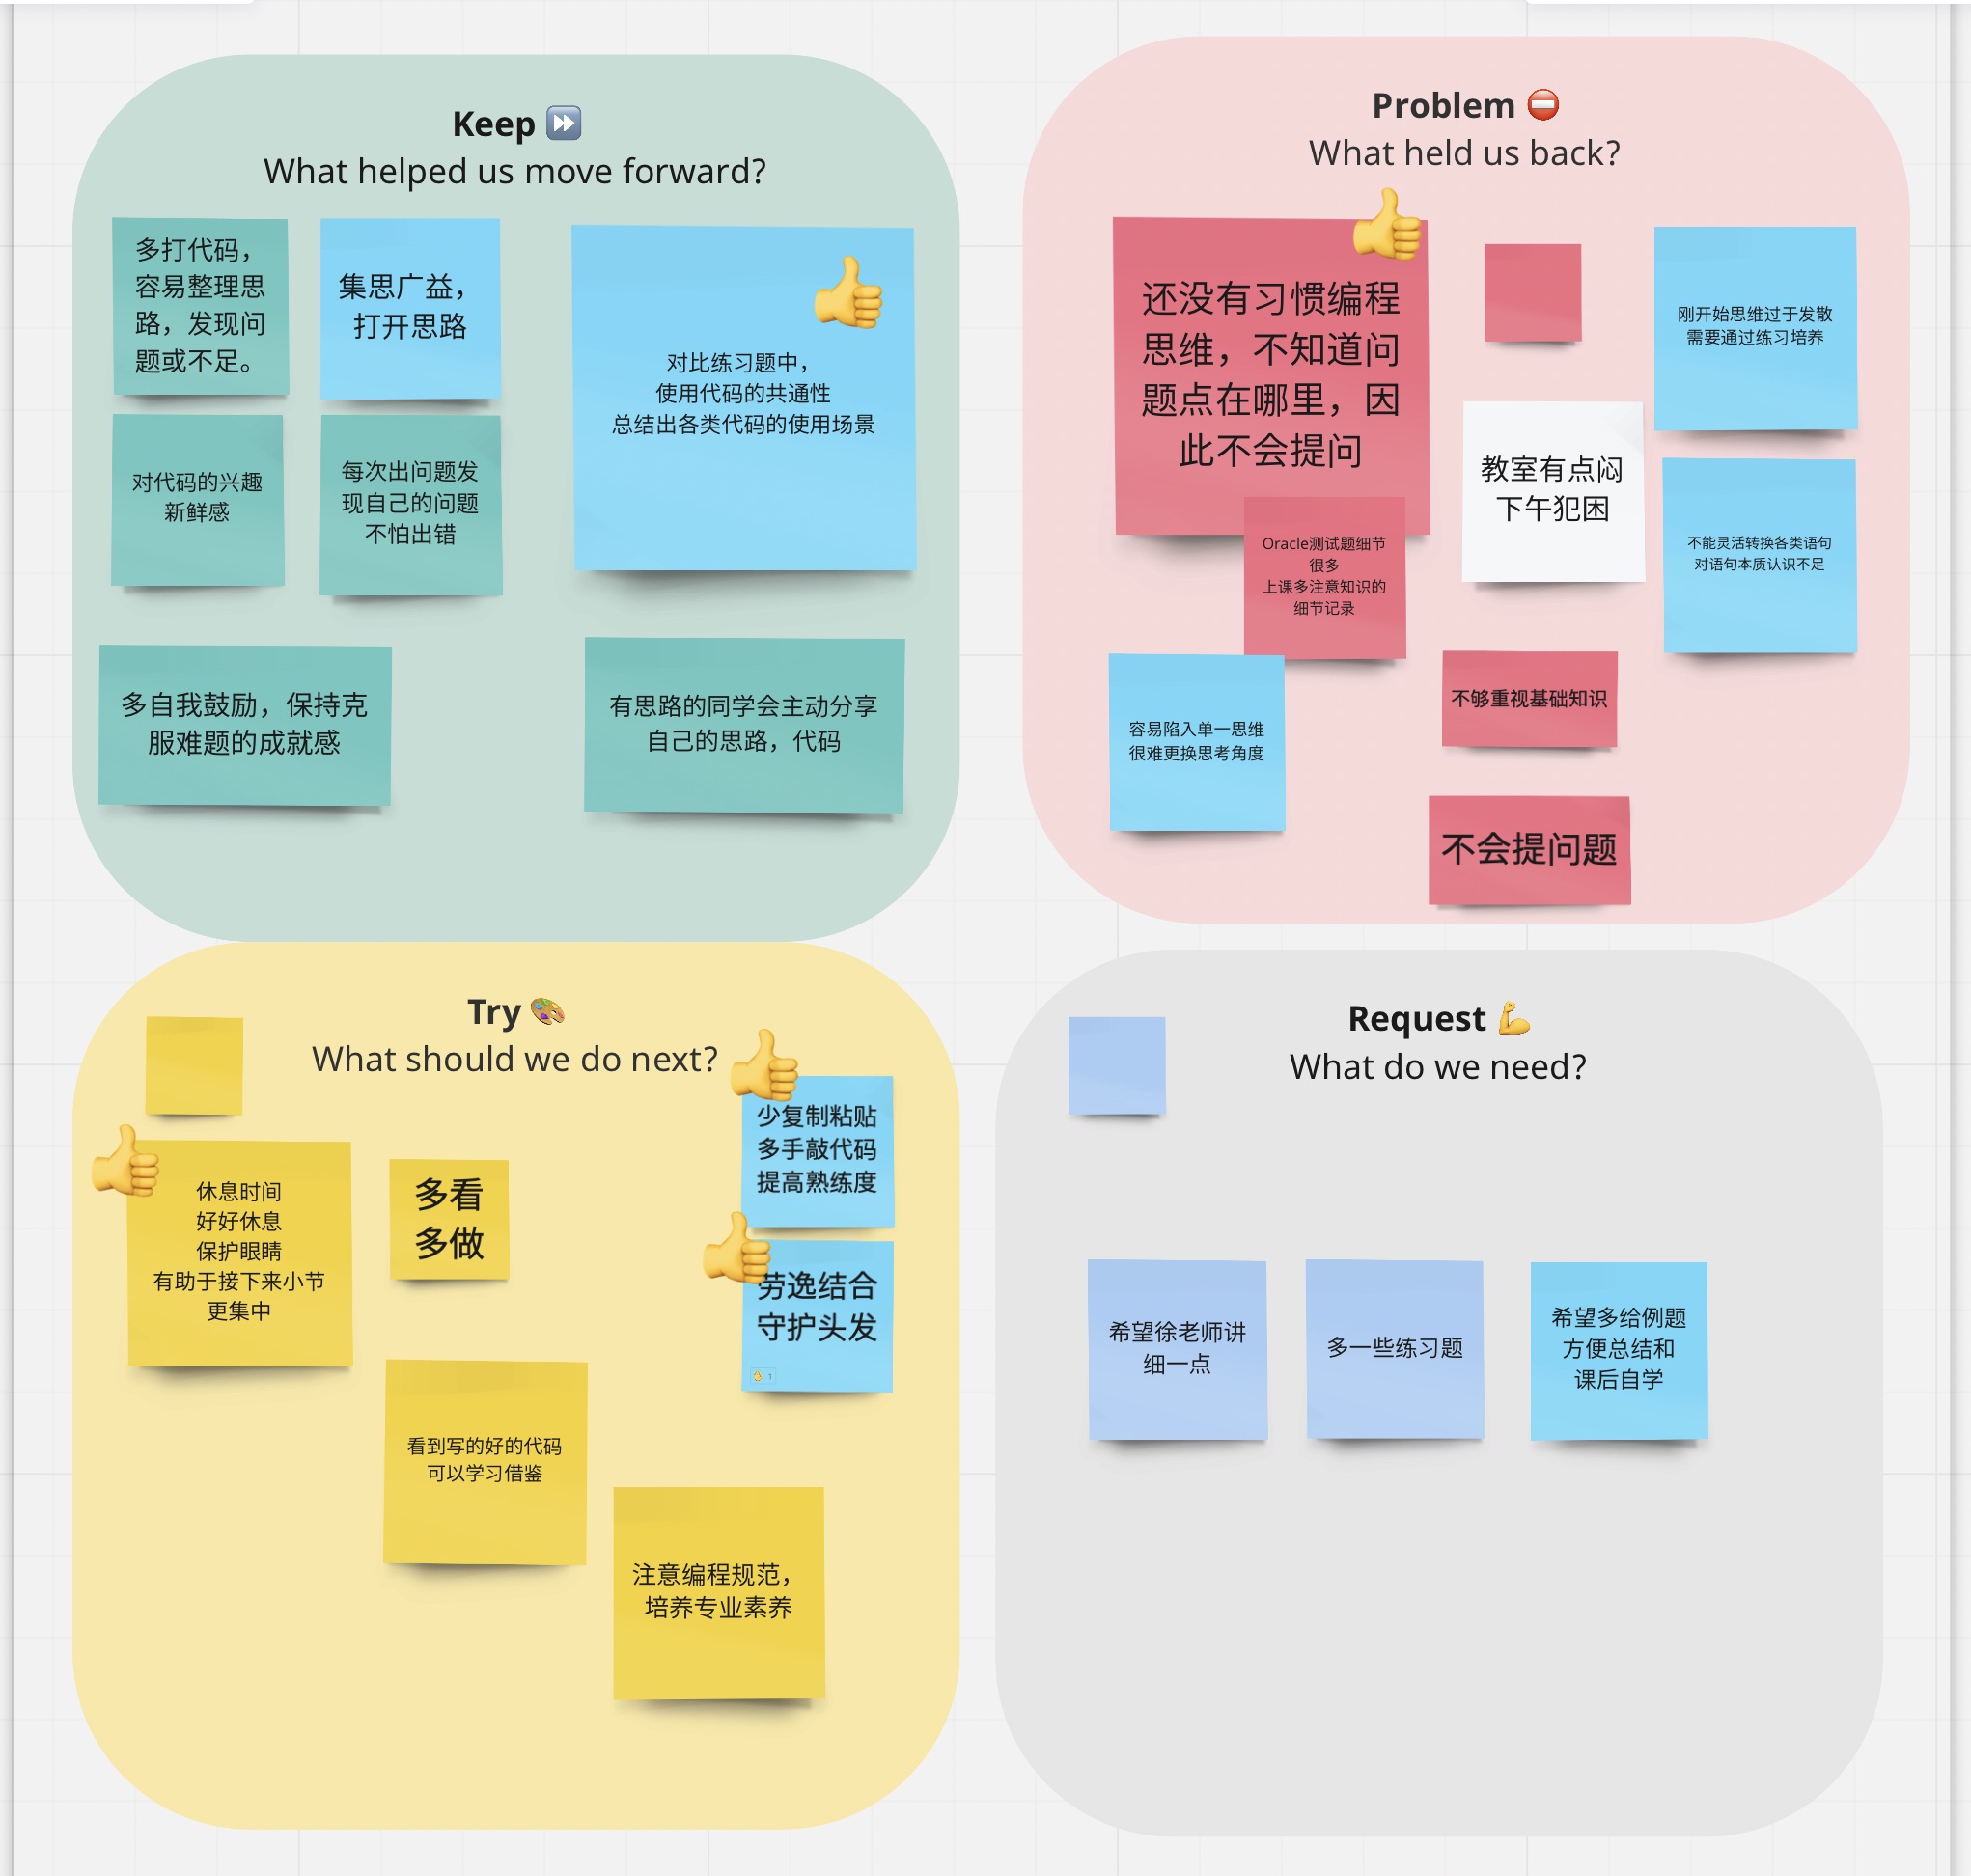 Keep ⏩
What helped us move forward?
多打代码，
容易整理思
路，发现问
题或不足。
集思广益，
打开思路
对比练习题中，
使用代码的共通性
总结出各类代码的使用场景
对代码的兴趣
新鲜感
每次出问题发
现自己的问题
不怕出错
多自我鼓励，保持克
服难题的成就感
有思路的同学会主动分享
自己的思路，代码
Problem ⛔
What held us back?
还没有习惯编程
思维，不知道问
题点在哪里，因
此不会提问
刚开始思维过于发散
需要通过练习培养
教室有点闷
下午犯困
Oracle测试题细节
很多
上课多注意知识的
细节记录
不能灵活转换各类语句
对语句本质认识不足
容易陷入单一思维
很难更换思考角度
不够重视基础知识
不会提问题
Try 🎨
What should we do next?
少复制粘贴
多手敲代码
提高熟练度
休息时间
好好休息
保护眼睛
有助于接下来小节
更集中
多看
多做
劳逸结合
守护头发
👍 1
看到写的好的代码
可以学习借鉴
注意编程规范，
培养专业素养
Request 💪
What do we need?
希望徐老师讲
细一点
多一些练习题
希望多给例题
方便总结和
课后自学